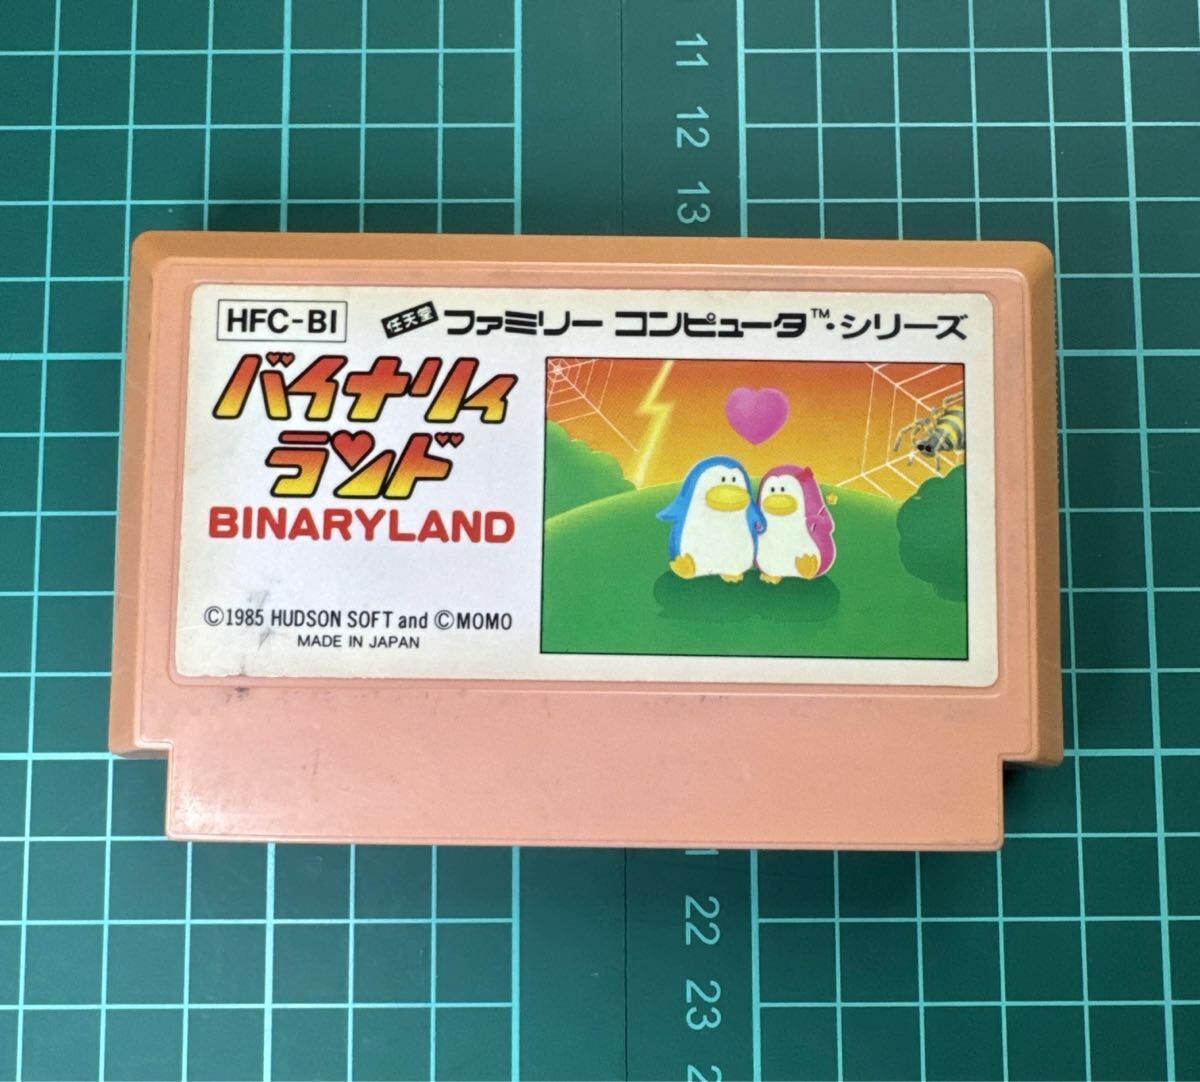 11
12
13
HFC-BI
任天堂 ファミリー コンピュータ™・シリーズ
バイナリィ
ランド
BINARYLAND
©1985 HUDSON SOFT and ©MOMO
MADE IN JAPAN
22
23